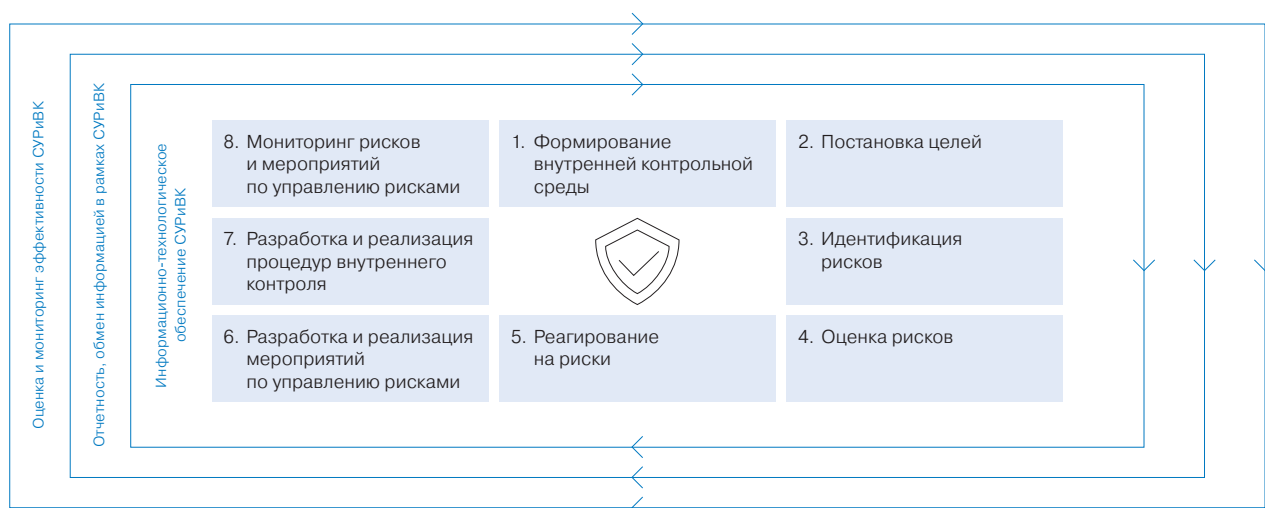 Оценка и мониторинг эффективности СУРиВК
Отчетность, обмен информацией в рамках СУРиВК
Информационно-технологическое
обеспечение СУРиВК
8. Мониторинг рисков
и мероприятий
по управлению рисками
1. Формирование
внутренней контрольной
среды
2. Постановка целей
7. Разработка и реализация
процедур внутреннего
контроля
3. Идентификация
рисков
6. Разработка и реализация
мероприятий
по управлению рисками
5. Реагирование
на риски
4. Оценка рисков